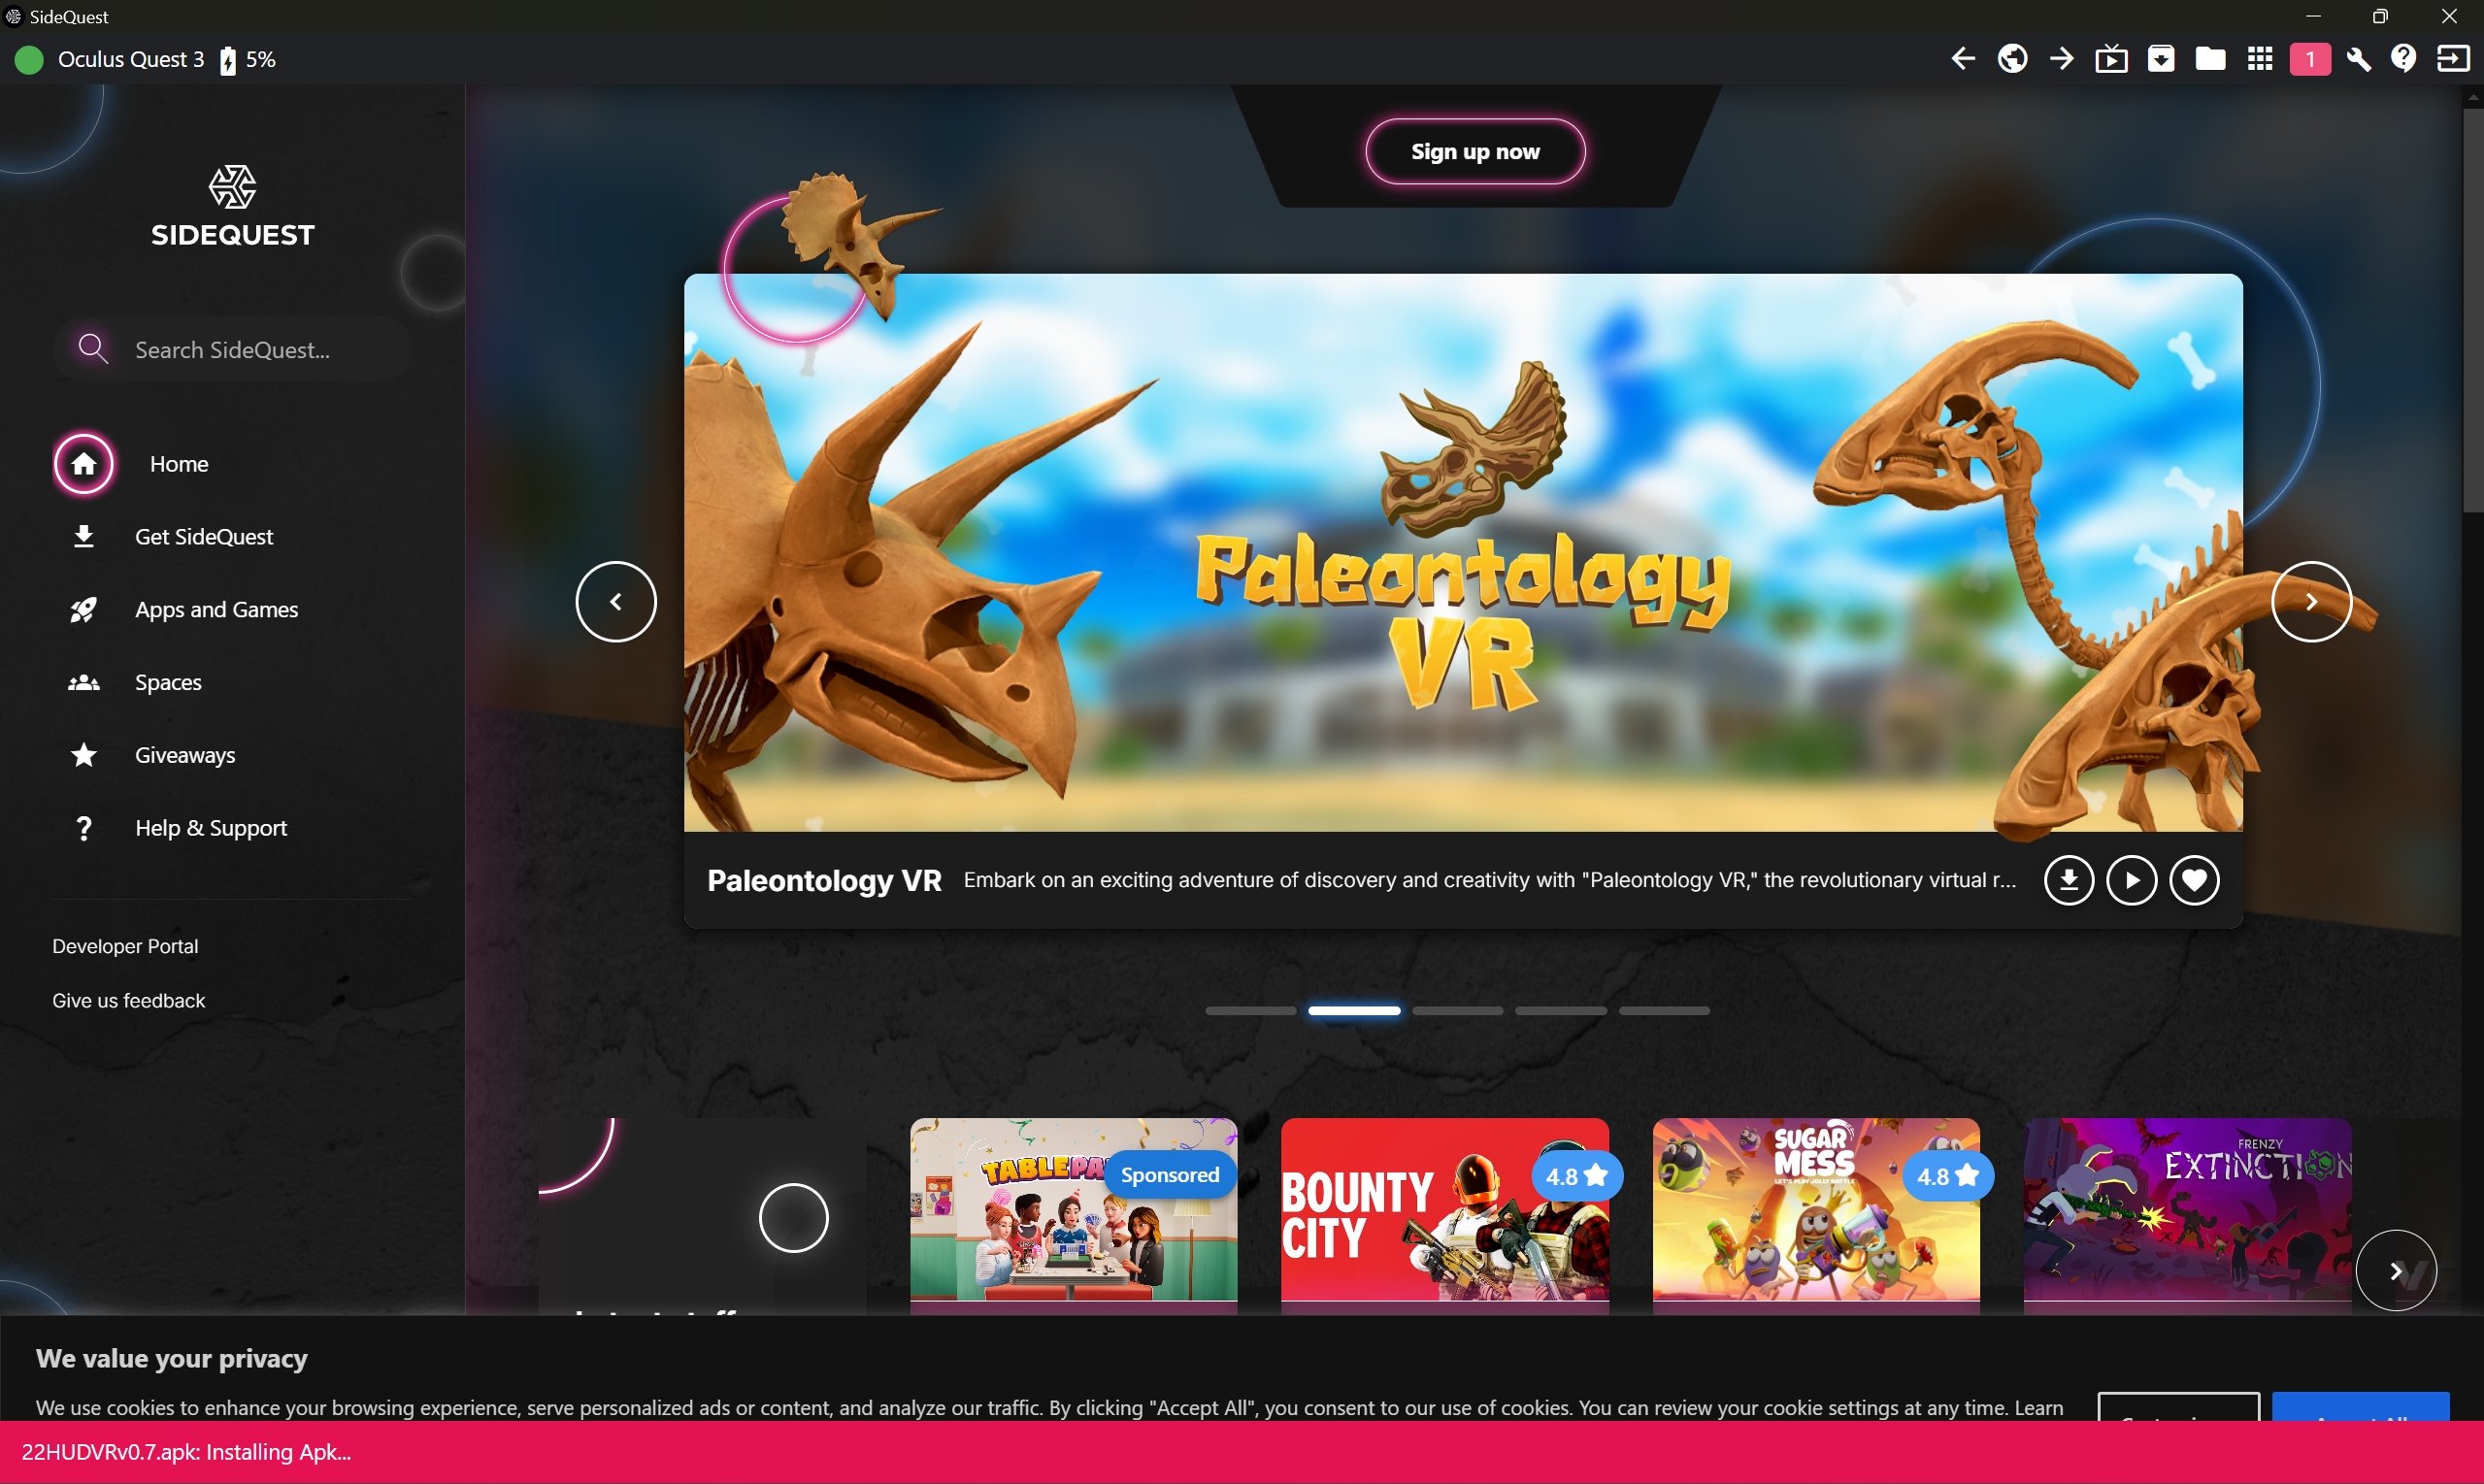 SideQuest
Oculus Quest 3 5%
1
Sign up now
SIDEQUEST
Search SideQuest...
Home
Get SideQuest
Apps and Games
Spaces
Giveaways
Help & Support
Developer Portal
Give us feedback
Paleontology
VR
Paleontology VR Embark on an exciting adventure of discovery and creativity with "Paleontology VR," the revolutionary virtual r...
Sponsored
BOUNTY
CITY
4.8
SUGAR
MESS
LET'S PLAY JOLLY BATTLE
4.8
FRENZY
EXTINCTION
We value your privacy
We use cookies to enhance your browsing experience, serve personalized ads or content, and analyze our traffic. By clicking "Accept All", you consent to our use of cookies. You can review your cookie settings at any time. Learn
22HUDVRv0.7.apk: Installing Apk...